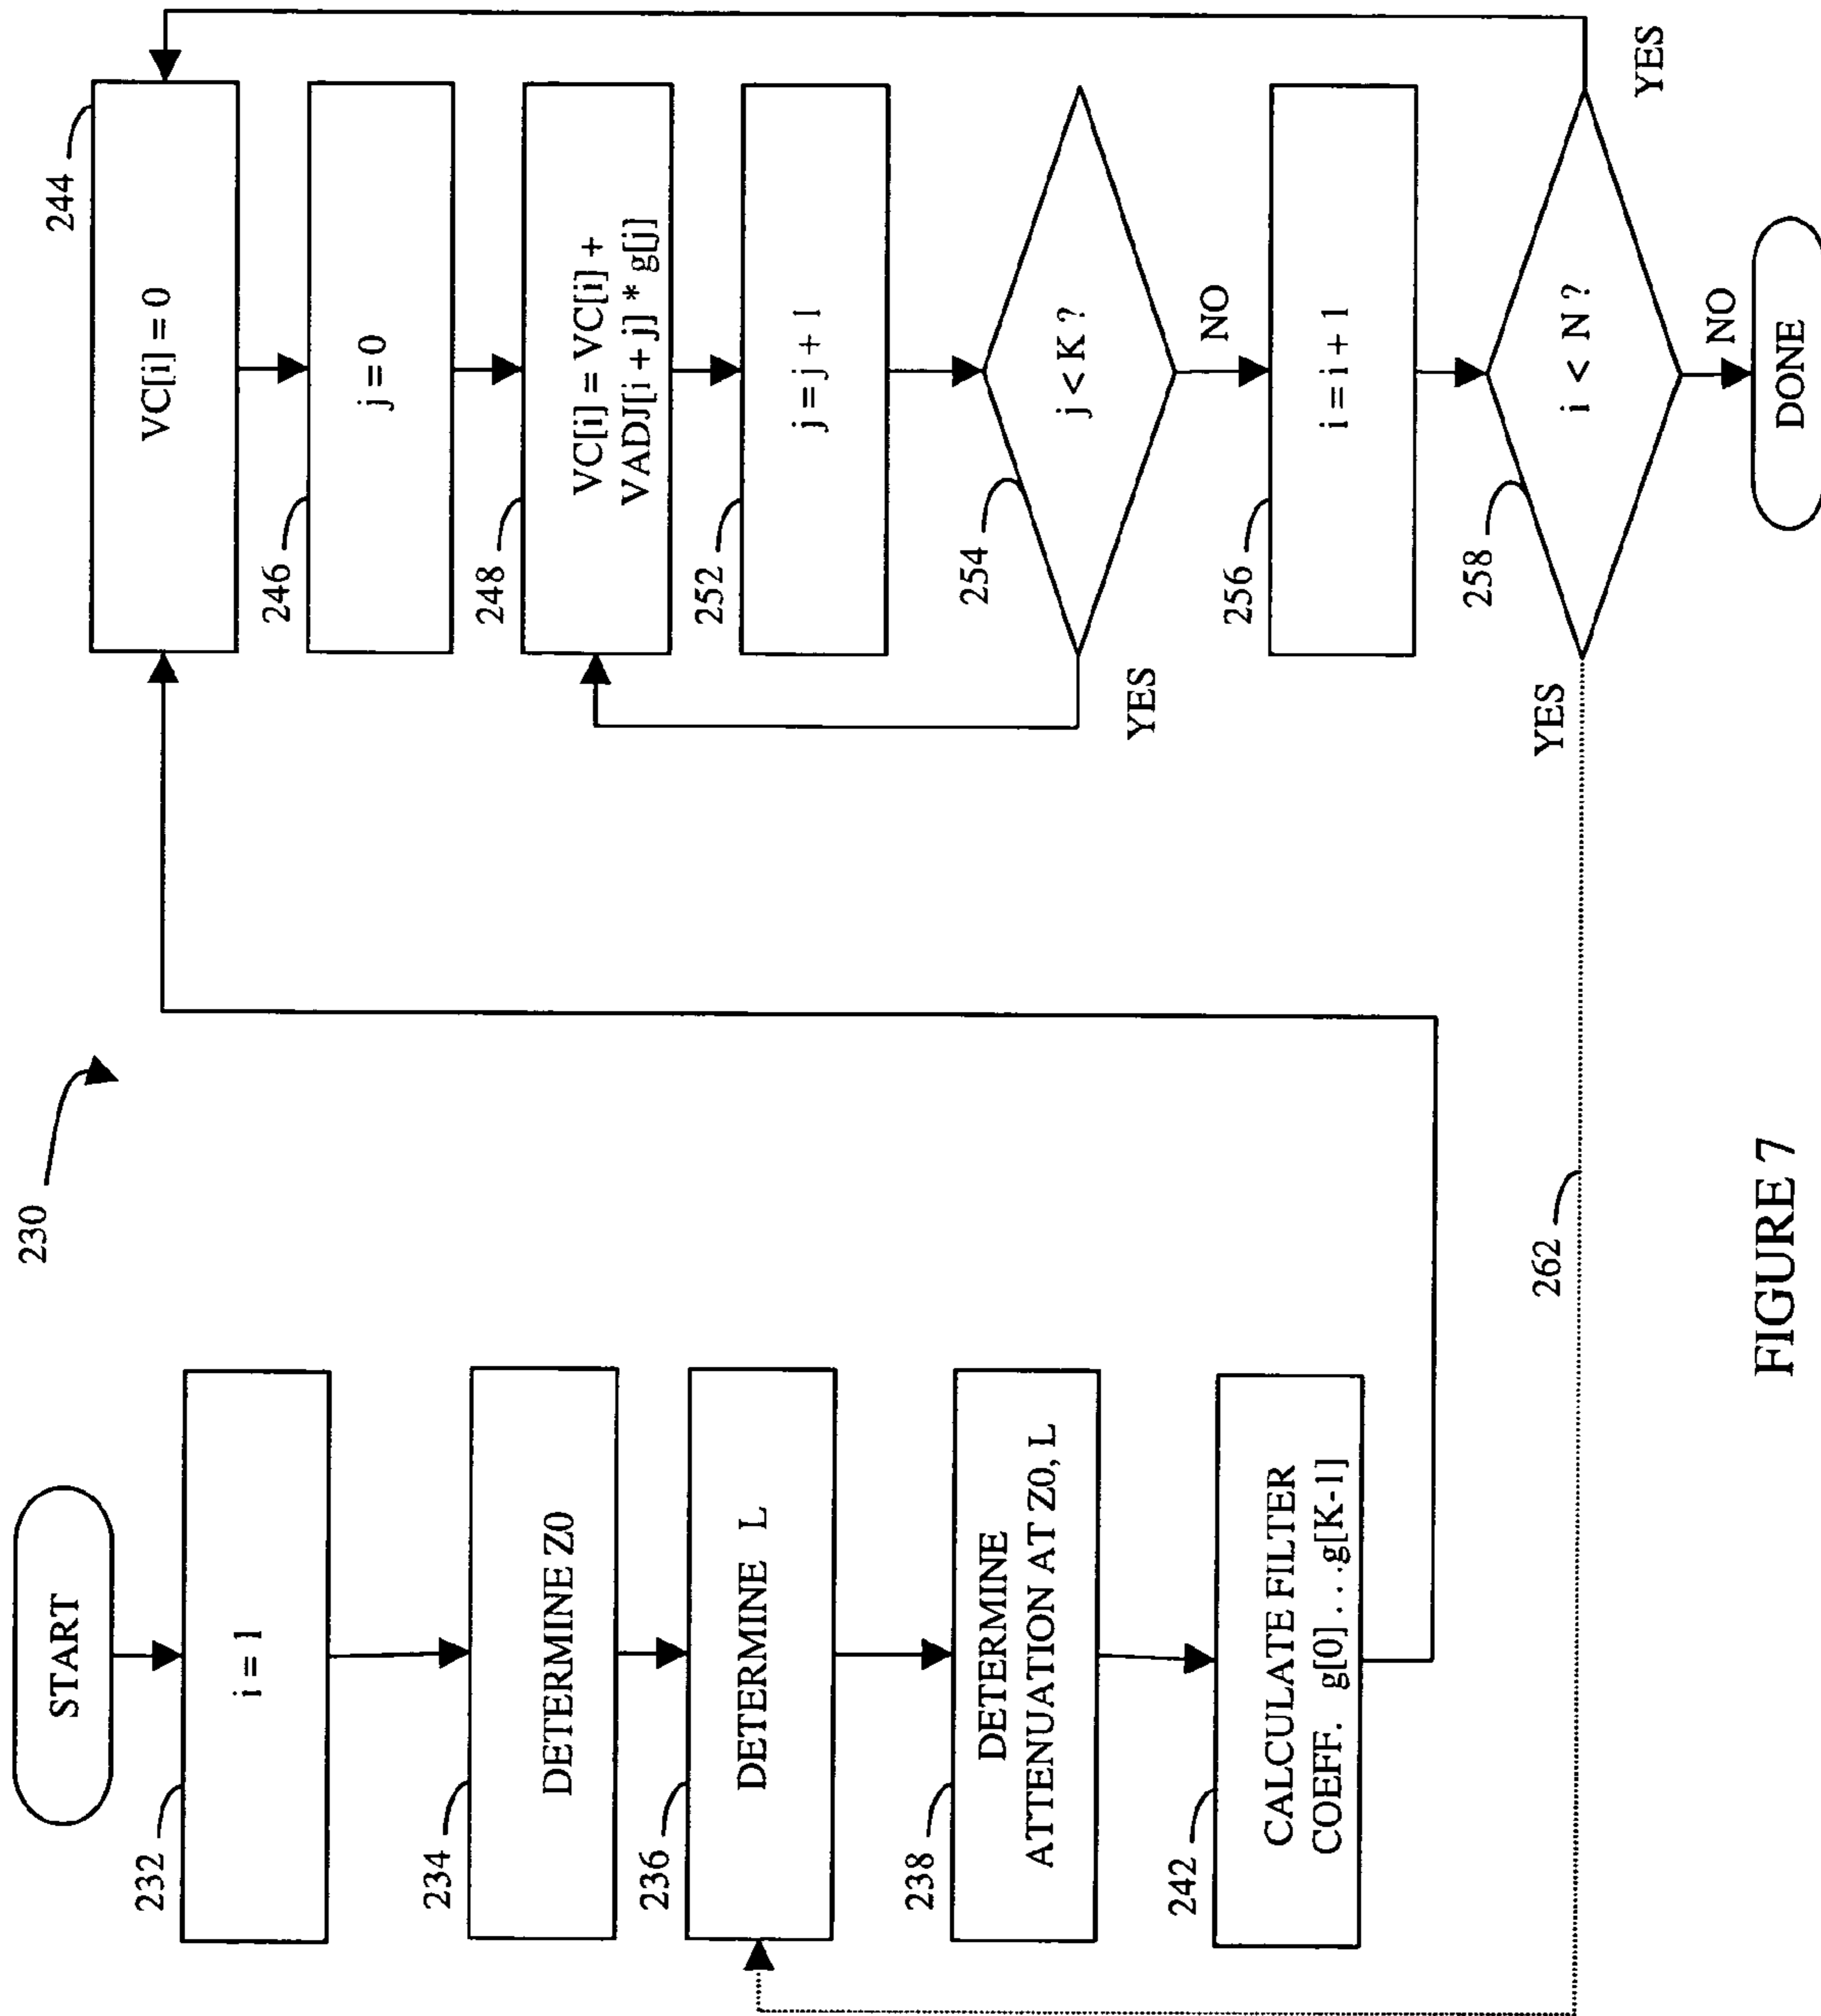 230
START
232
i = 1
234
DETERMINE Z0
236
DETERMINE L
238
DETERMINE
ATTENUATION AT Z0, L
242
CALCULATE FILTER
COEFF. g[0] . . . g[K-1]
244
VC[i] = 0
246
j = 0
248
VC[i] = VC[i] +
VADJ[i + j] * g[j]
252
j = j + 1
254
j < K ?
YES
NO
256
i = i + 1
258
i < N ?
YES
YES
NO
DONE
262
FIGURE 7